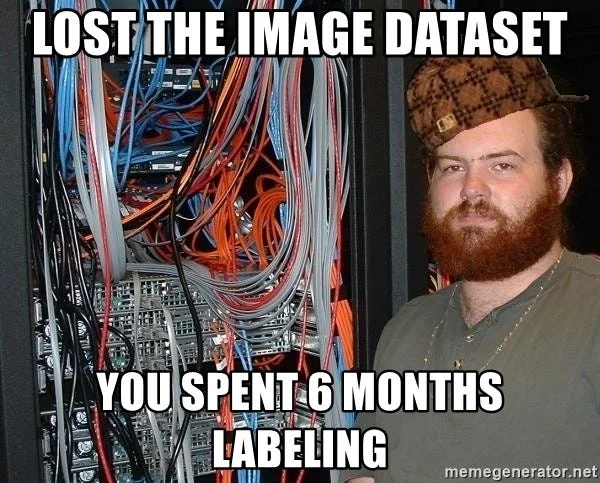 LOST THE IMAGE DATASET
YOU SPENT 6 MONTHS
LABELING
memegenerator.net